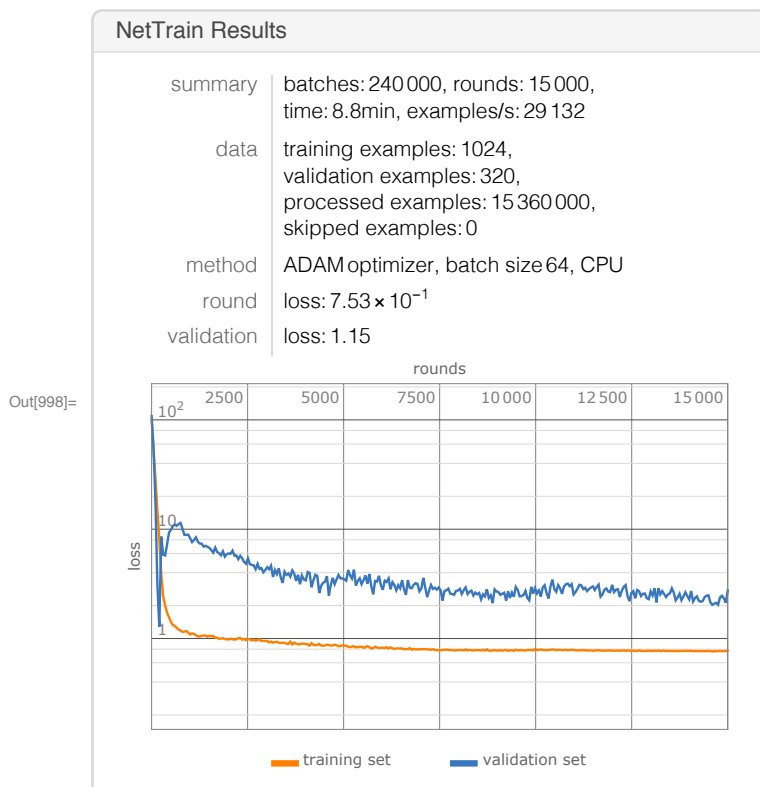 NetTrain Results
summary batches: 240 000, rounds: 15 000,
time: 8.8min, examples/s: 29 132
data training examples: 1024,
validation examples: 320,
processed examples: 15 360 000,
skipped examples: 0
method ADAM optimizer, batch size 64, CPU
round loss: 7.53 × 10⁻¹
validation loss: 1.15
rounds
2500 5000 7500 10 000 12 500 15 000
10²
Out[998]=
10
loss
1
training set validation set